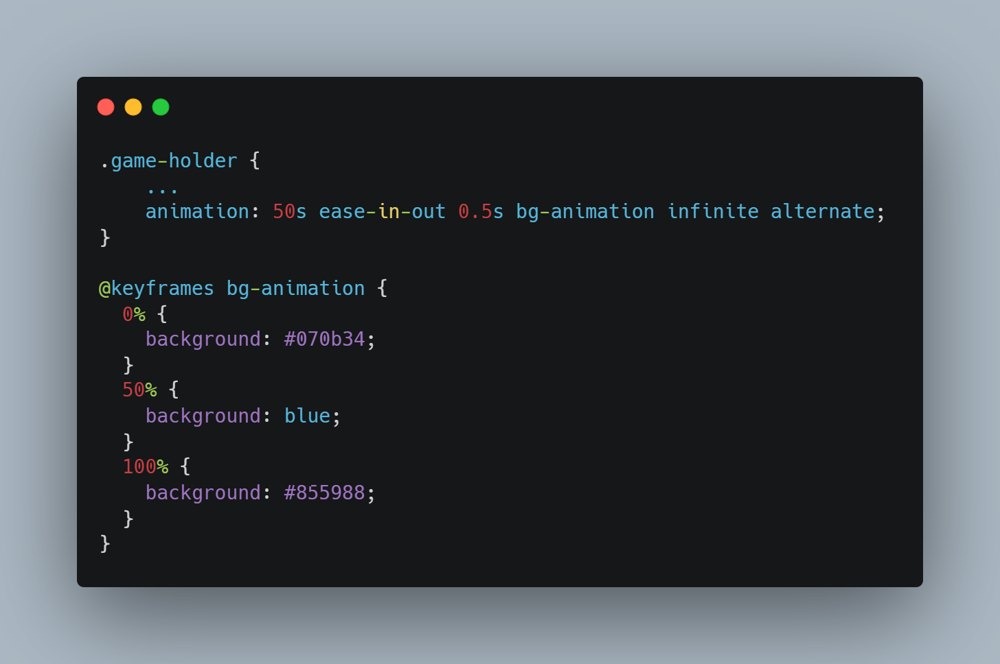 .game-holder {
    ...
    animation: 50s ease-in-out 0.5s bg-animation infinite alternate;
}

@keyframes bg-animation {
  0% {
    background: #070b34;
  }
  50% {
    background: blue;
  }
  100% {
    background: #855988;
  }
}